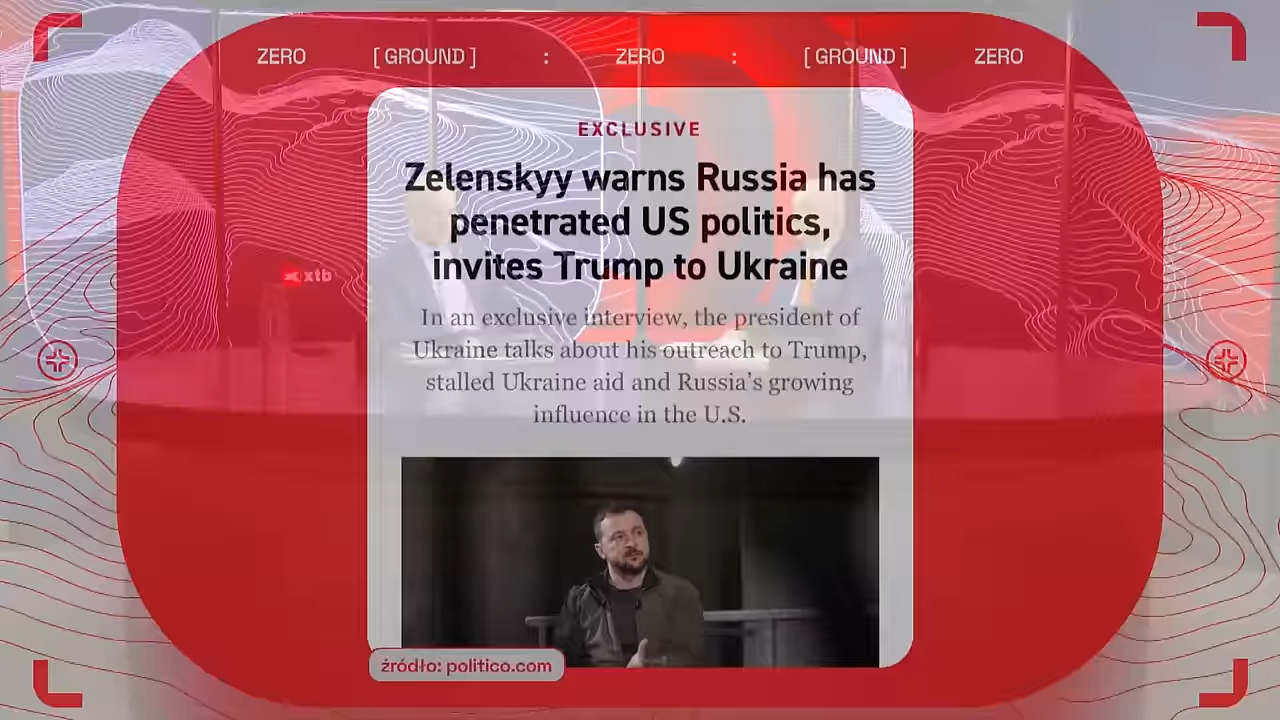 ZERO [GROUND] : ZERO : [GROUND] ZERO
EXCLUSIVE
Zelenskyy warns Russia has
penetrated US politics,
invites Trump to Ukraine
In an exclusive interview, the president of
Ukraine talks about his outreach to Trump,
stalled Ukraine aid and Russia's growing
influence in the U.S.
xtb
źródło: politico.com